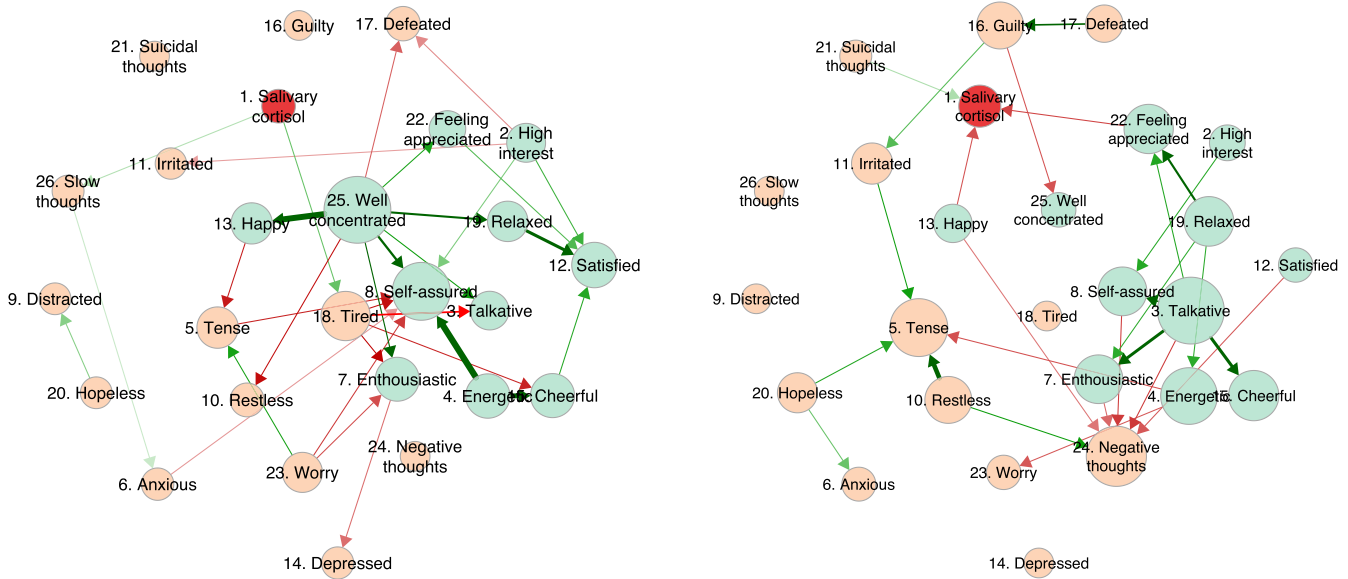 16. Guilty
17. Defeated
21. Suicidal
thoughts
1. Salivary
cortisol
22. Feeling
appreciated
2. High
interest
11. Irritated
26. Slow
thoughts
25. Well
concentrated
13. Happy
19. Relaxed
12. Satisfied
8. Self-assured
9. Distracted
3. Talkative
18. Tired
5. Tense
7. Enthousiastic
20. Hopeless
10. Restless
4. Energetic
15. Cheerful
24. Negative
thoughts
23. Worry
6. Anxious
14. Depressed
16. Guilty
17. Defeated
21. Suicidal
thoughts
1. Salivary
cortisol
22. Feeling
appreciated
2. High
interest
11. Irritated
26. Slow
thoughts
25. Well
concentrated
13. Happy
19. Relaxed
12. Satisfied
8. Self-assured
9. Distracted
3. Talkative
18. Tired
5. Tense
7. Enthousiastic
20. Hopeless
10. Restless
4. Energetic
15. Cheerful
24. Negative
thoughts
23. Worry
6. Anxious
14. Depressed